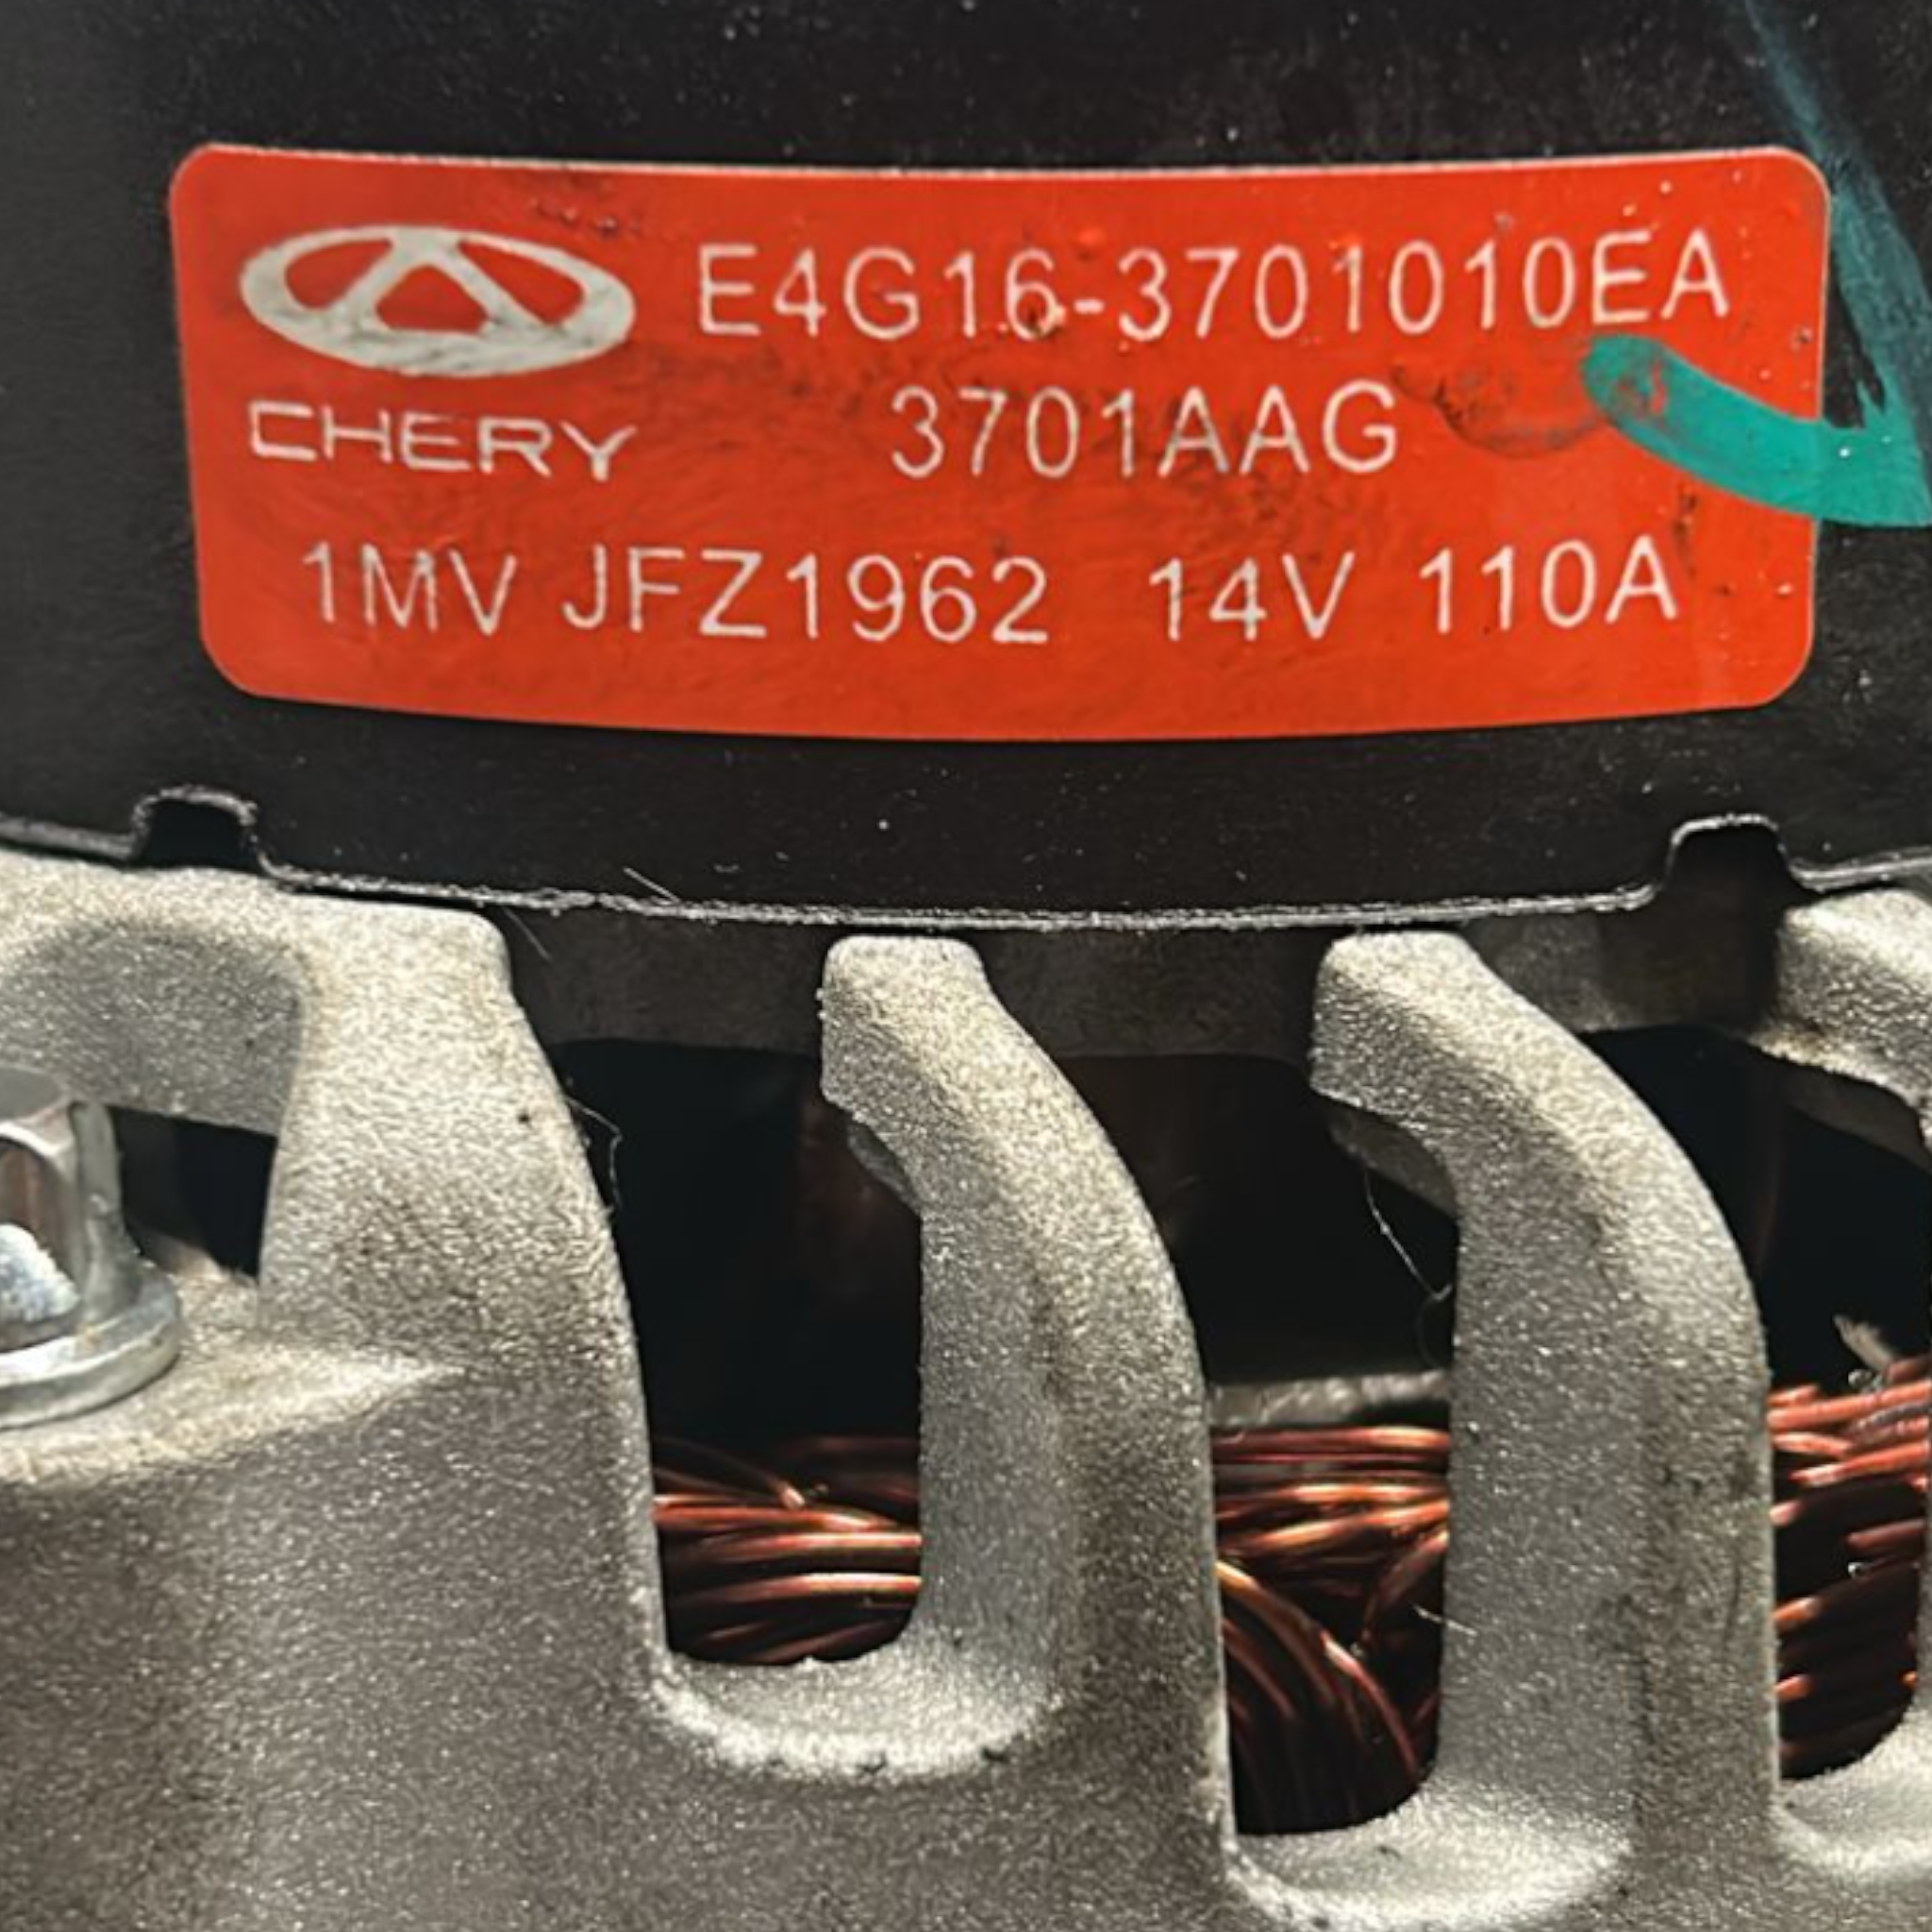 E4G16-3701010EA
CHERY 3701AAG
1MV JFZ1962 14V 110A